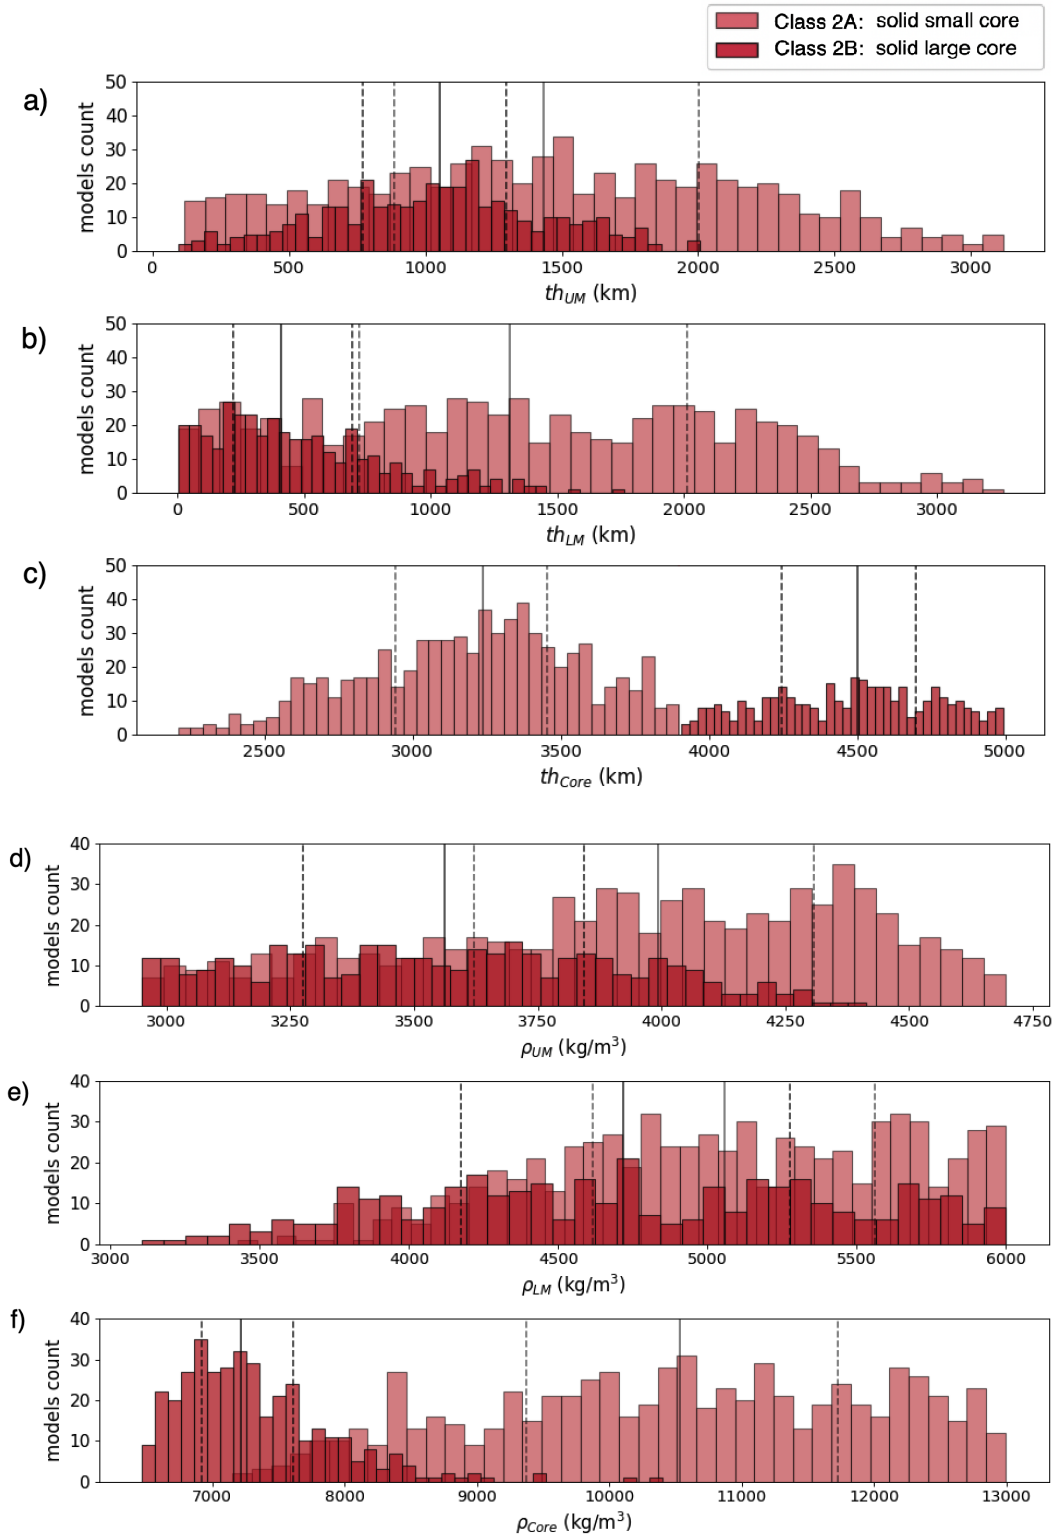 Class 2A: solid small core
Class 2B: solid large core
a)
models count
50
40
30
20
10
0
0 500 1000 1500 2000 2500 3000
th_UM (km)
b)
models count
50
40
30
20
10
0
0 500 1000 1500 2000 2500 3000
th_LM (km)
c)
models count
50
40
30
20
10
0
2500 3000 3500 4000 4500 5000
th_Core (km)
d)
models count
40
30
20
10
0
3000 3250 3500 3750 4000 4250 4500 4750
ρ_UM (kg/m³)
e)
models count
40
30
20
10
0
3000 3500 4000 4500 5000 5500 6000
ρ_LM (kg/m³)
f)
models count
40
30
20
10
0
7000 8000 9000 10000 11000 12000 13000
ρ_Core (kg/m³)